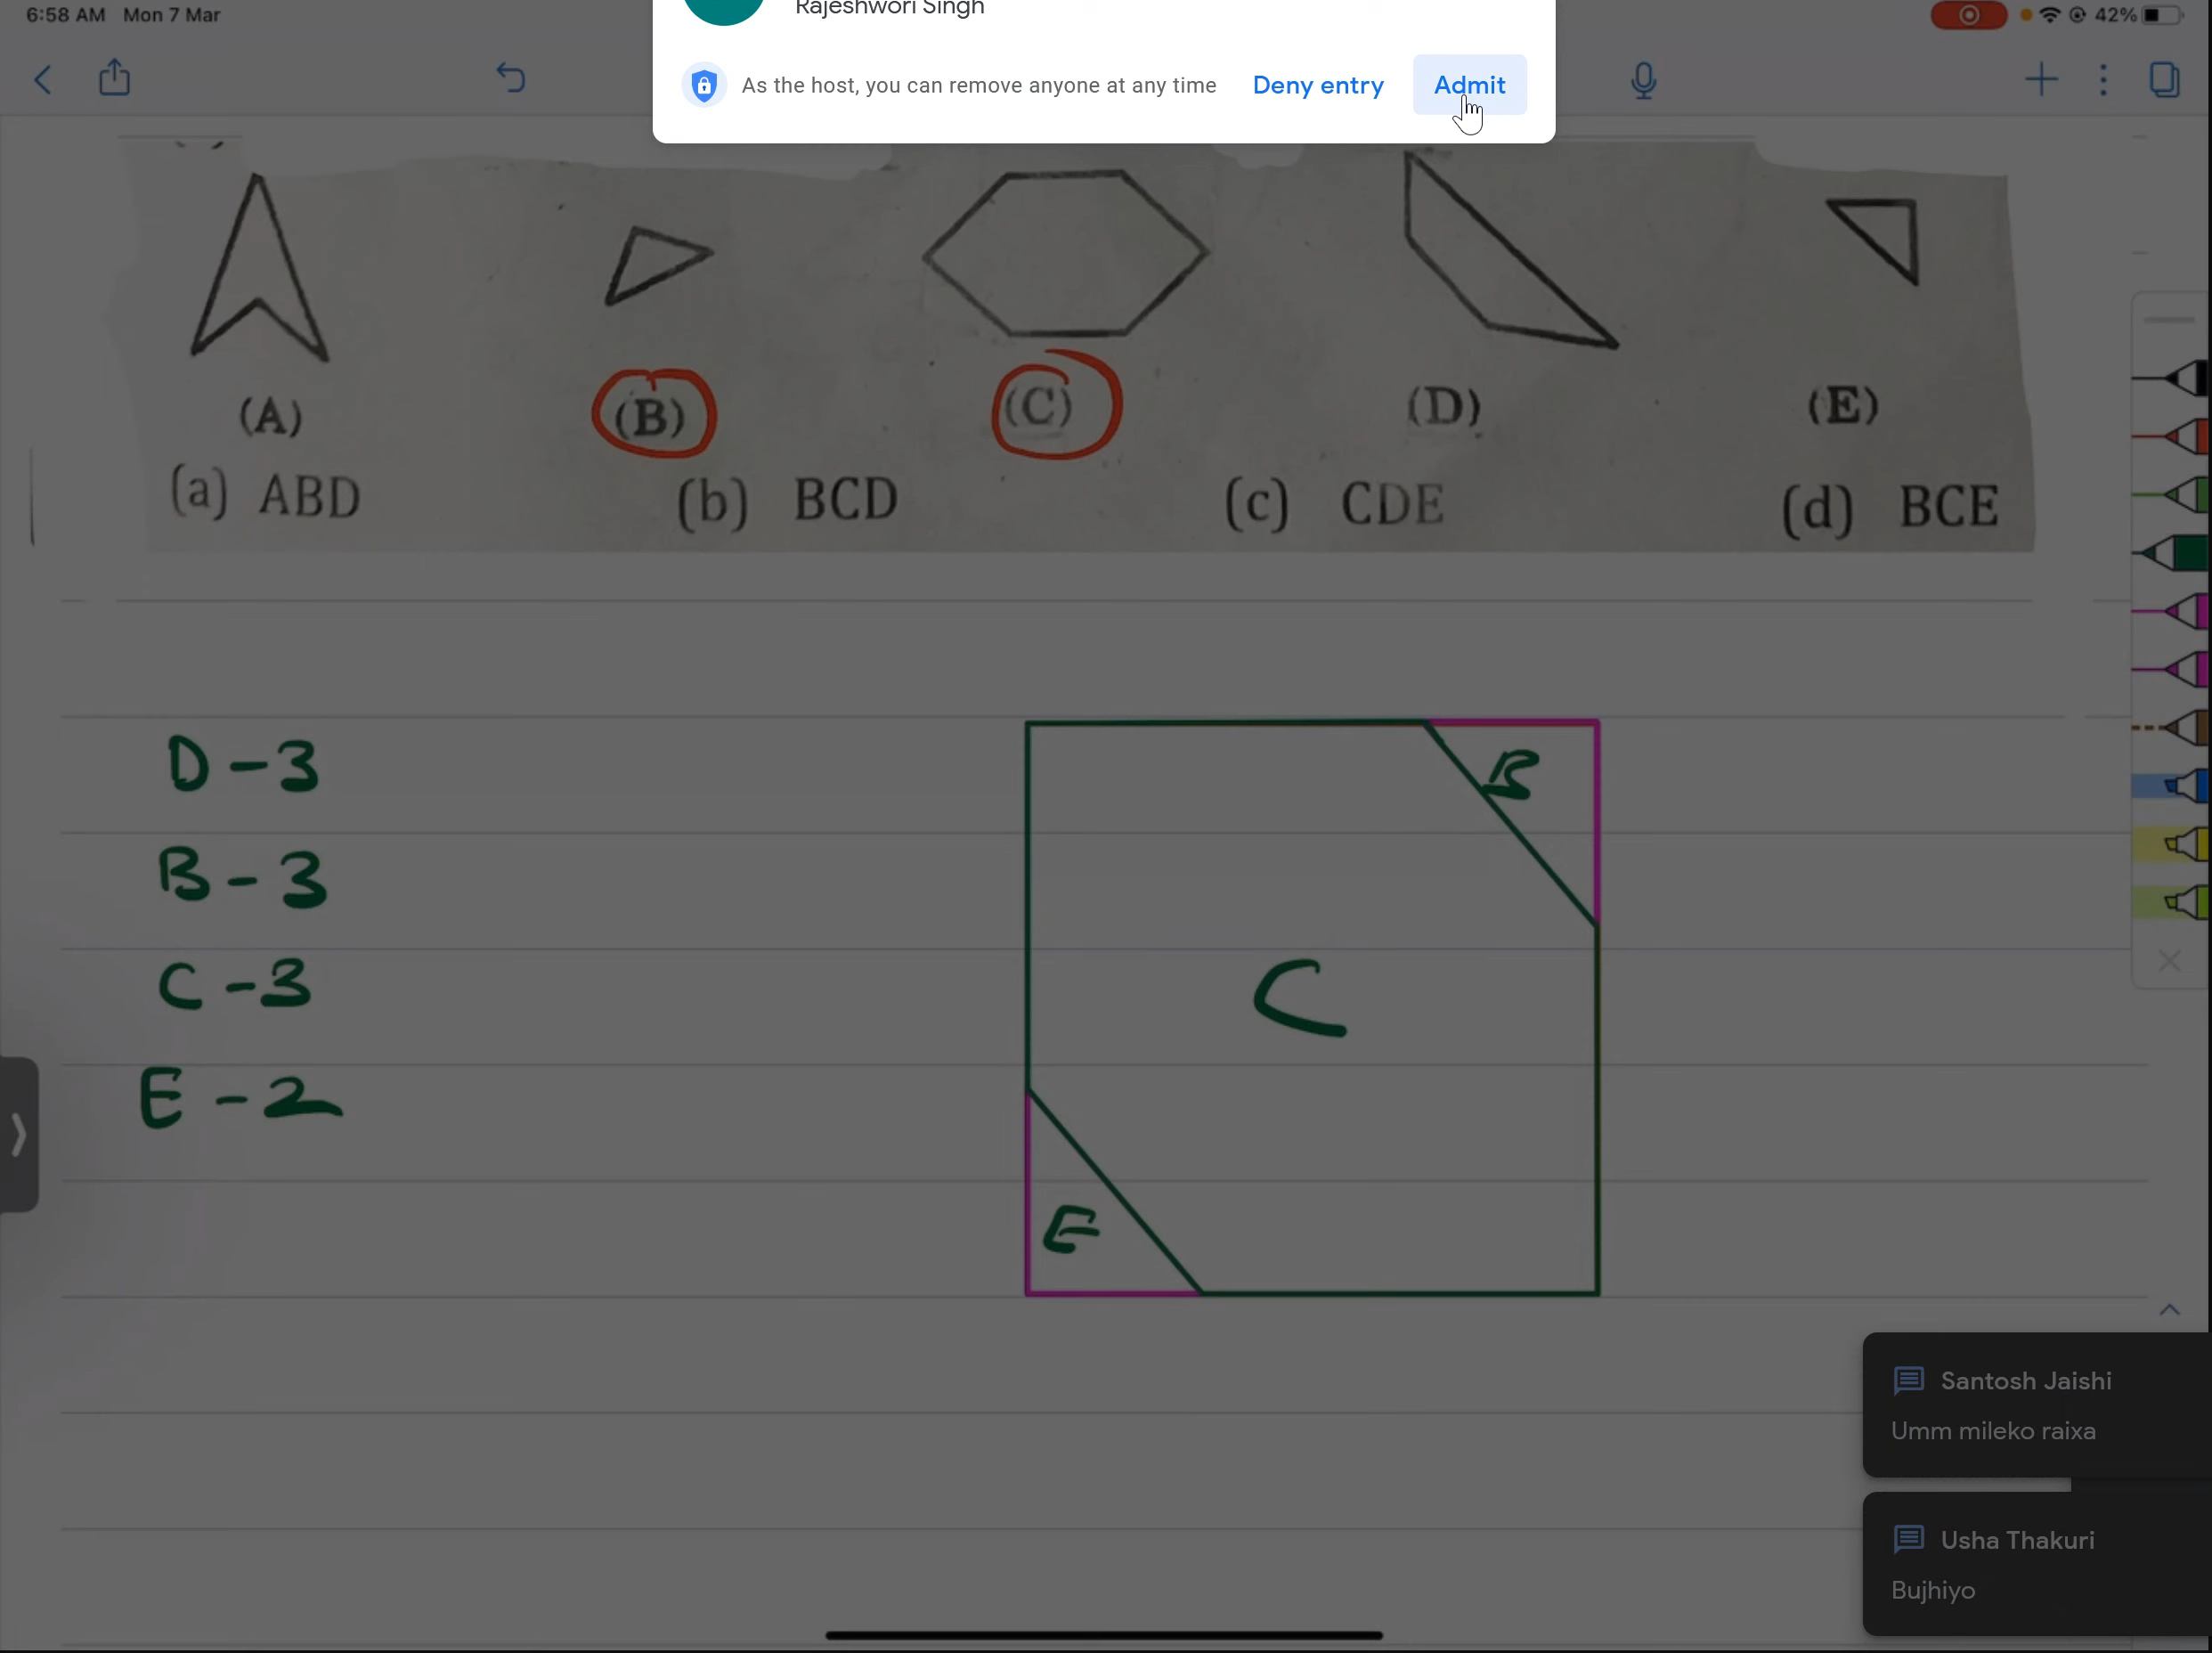 6:58 AM Mon 7 Mar
42%
Rajeshwori Singh
As the host, you can remove anyone at any time
Deny entry
Admit
(A)
(B)
(C)
(D)
(E)
(a) ABD
(b) BCD
(c) CDE
(d) BCE
D-3
B-3
C-3
E-2
B
C
E
Santosh Jaishi
Umm mileko raixa
Usha Thakuri
Bujhiyo